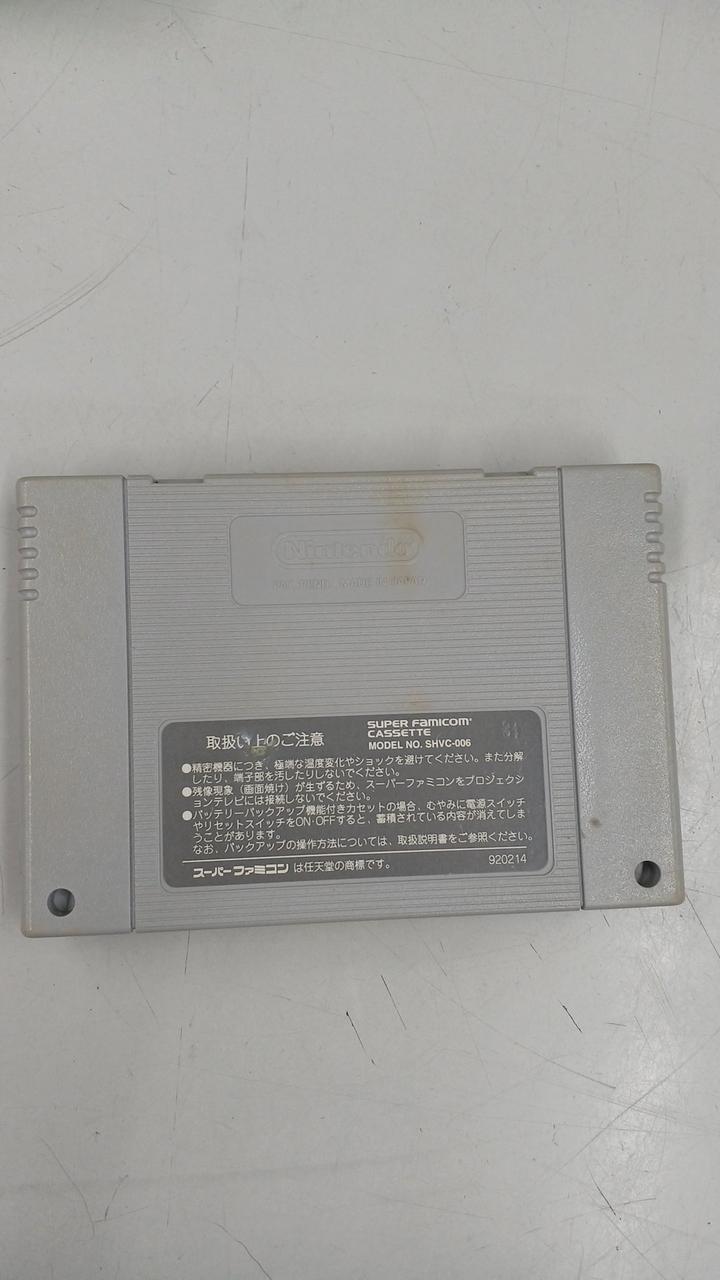 Nintendo
PAT. PEND. MADE IN JAPAN
取扱い上のご注意
SUPER FAMICOM
CASSETTE
MODEL NO. SHVC-006
●精密機器につき、極端な温度変化やショックを避けてください。また分解
したり、端子部を汚したりしないでください。
●残像現象（画面焼け）が生ずるため、スーパーファミコンをプロジェクシ
ョンテレビには接続しないでください。
●バッテリーバックアップ機能付きカセットの場合、むやみに電源スイッチ
やリセットスイッチをON・OFFすると、蓄積されている内容が消えてしま
うことがあります。
なお、バックアップの操作方法については、取扱説明書をご参照ください。
スーパーファミコン は任天堂の商標です。
920214